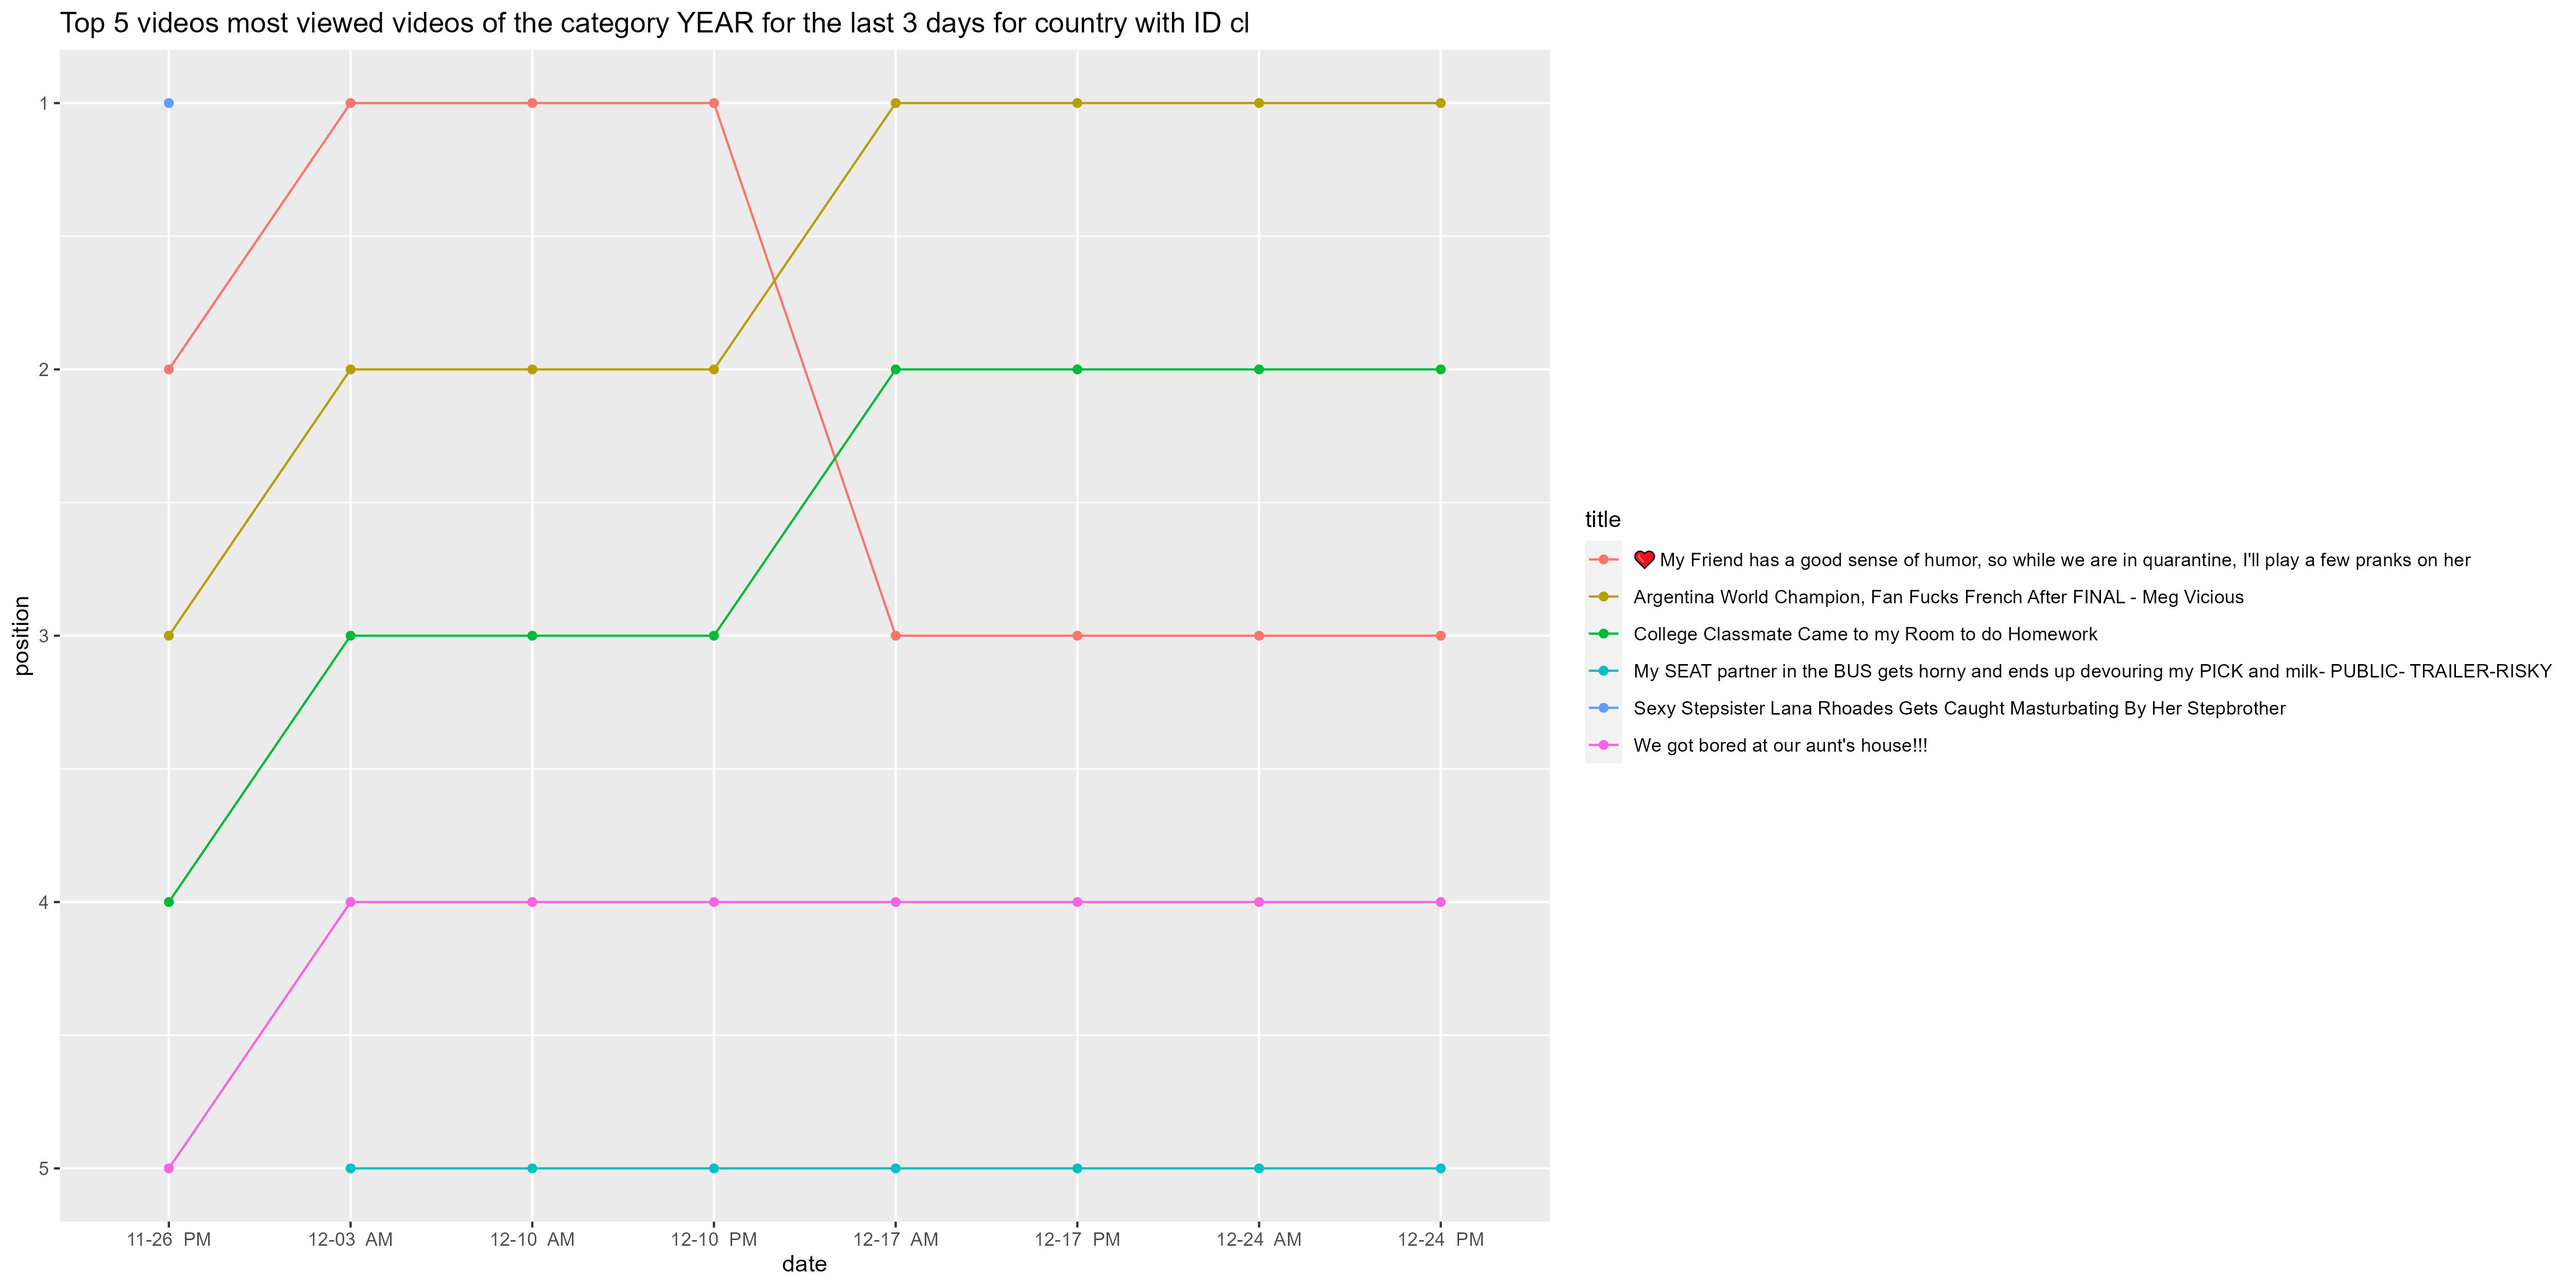 Top 5 videos most viewed videos of the category YEAR for the last 3 days for country with ID cl
position
1
2
3
4
5
11-26 PM
12-03 AM
12-10 AM
12-10 PM
12-17 AM
12-17 PM
12-24 AM
12-24 PM
date
title
❤ My Friend has a good sense of humor, so while we are in quarantine, I'll play a few pranks on her
Argentina World Champion, Fan Fucks French After FINAL - Meg Vicious
College Classmate Came to my Room to do Homework
My SEAT partner in the BUS gets horny and ends up devouring my PICK and milk- PUBLIC- TRAILER-RISKY
Sexy Stepsister Lana Rhoades Gets Caught Masturbating By Her Stepbrother
We got bored at our aunt's house!!!